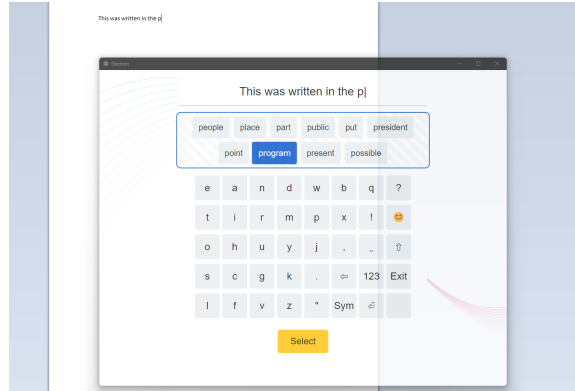 This was written in the p
Electron
This was written in the p
people place part public put president
point program present possible
e a n d w b q ?
t i r m p x ! 😊
o h u y j , .. ⇧
s c g k . ⇦ 123 Exit
l f v z " Sym ⏎
Select